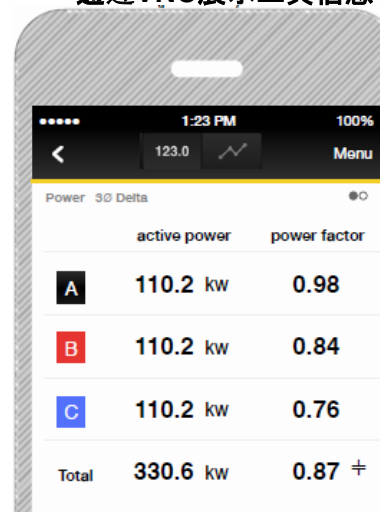 1:23 PM 100%
123.0 Menu
Power 3Ø Delta
active power power factor
A 110.2 kw 0.98
B 110.2 kw 0.84
C 110.2 kw 0.76
Total 330.6 kw 0.87